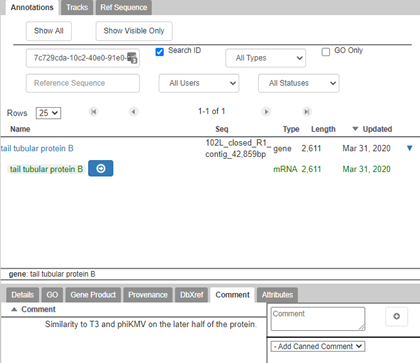 Annotations Tracks Ref Sequence
Show All Show Visible Only
7c729cda-10c2-40e0-91e0- Search ID All Types GO Only
Reference Sequence All Users All Statuses
Rows 25 1-1 of 1
Name Seq Type Length Updated
tail tubular protein B 102L_closed_R1_contig_42,859bp gene 2,611 Mar 31, 2020
tail tubular protein B mRNA 2,611 Mar 31, 2020
gene: tail tubular protein B
Details GO Gene Product Provenance DbXref Comment Attributes
Comment
Similarity to T3 and phiKMV on the later half of the protein.
Comment
- Add Canned Comment